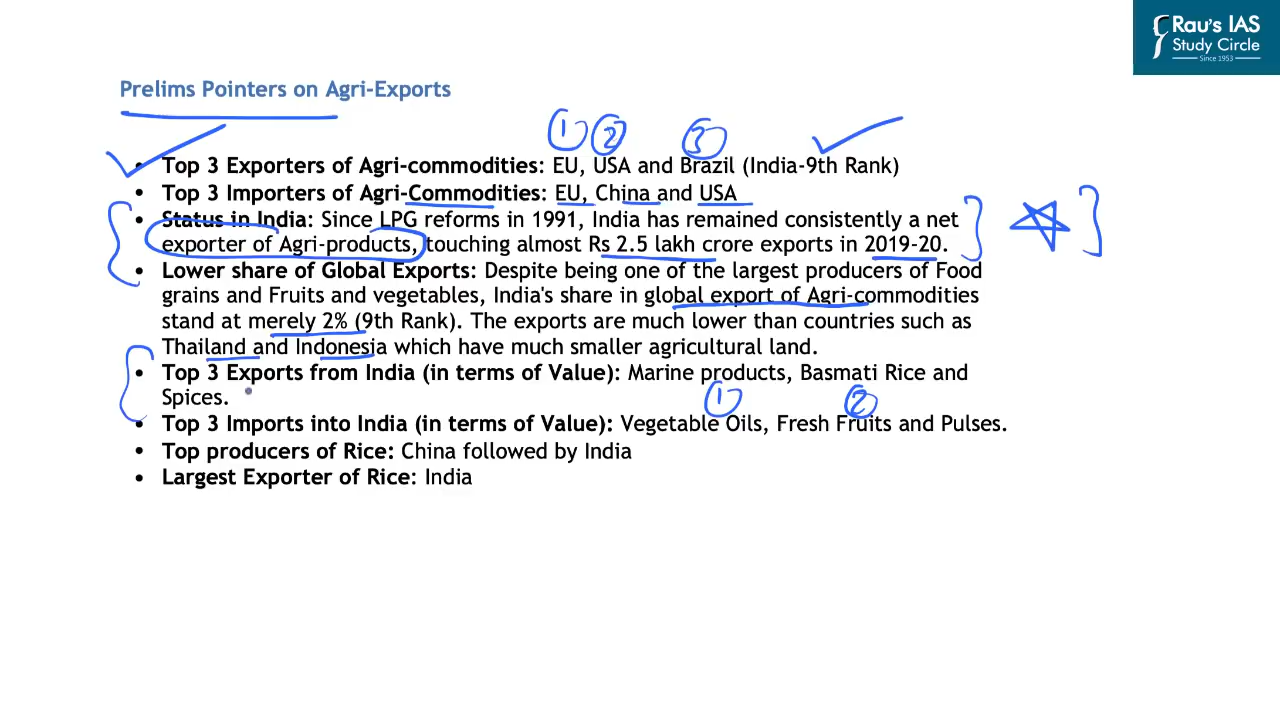 Rau's IAS
Study Circle
Since 1953
Prelims Pointers on Agri-Exports
1 2 3
• Top 3 Exporters of Agri-commodities: EU, USA and Brazil (India-9th Rank)
• Top 3 Importers of Agri-Commodities: EU, China and USA
• Status in India: Since LPG reforms in 1991, India has remained consistently a net
exporter of Agri-products, touching almost Rs 2.5 lakh crore exports in 2019-20.
• Lower share of Global Exports: Despite being one of the largest producers of Food
grains and Fruits and vegetables, India's share in global export of Agri-commodities
stand at merely 2% (9th Rank). The exports are much lower than countries such as
Thailand and Indonesia which have much smaller agricultural land.
• Top 3 Exports from India (in terms of Value): Marine products, Basmati Rice and
Spices.
1 2
• Top 3 Imports into India (in terms of Value): Vegetable Oils, Fresh Fruits and Pulses.
• Top producers of Rice: China followed by India
• Largest Exporter of Rice: India